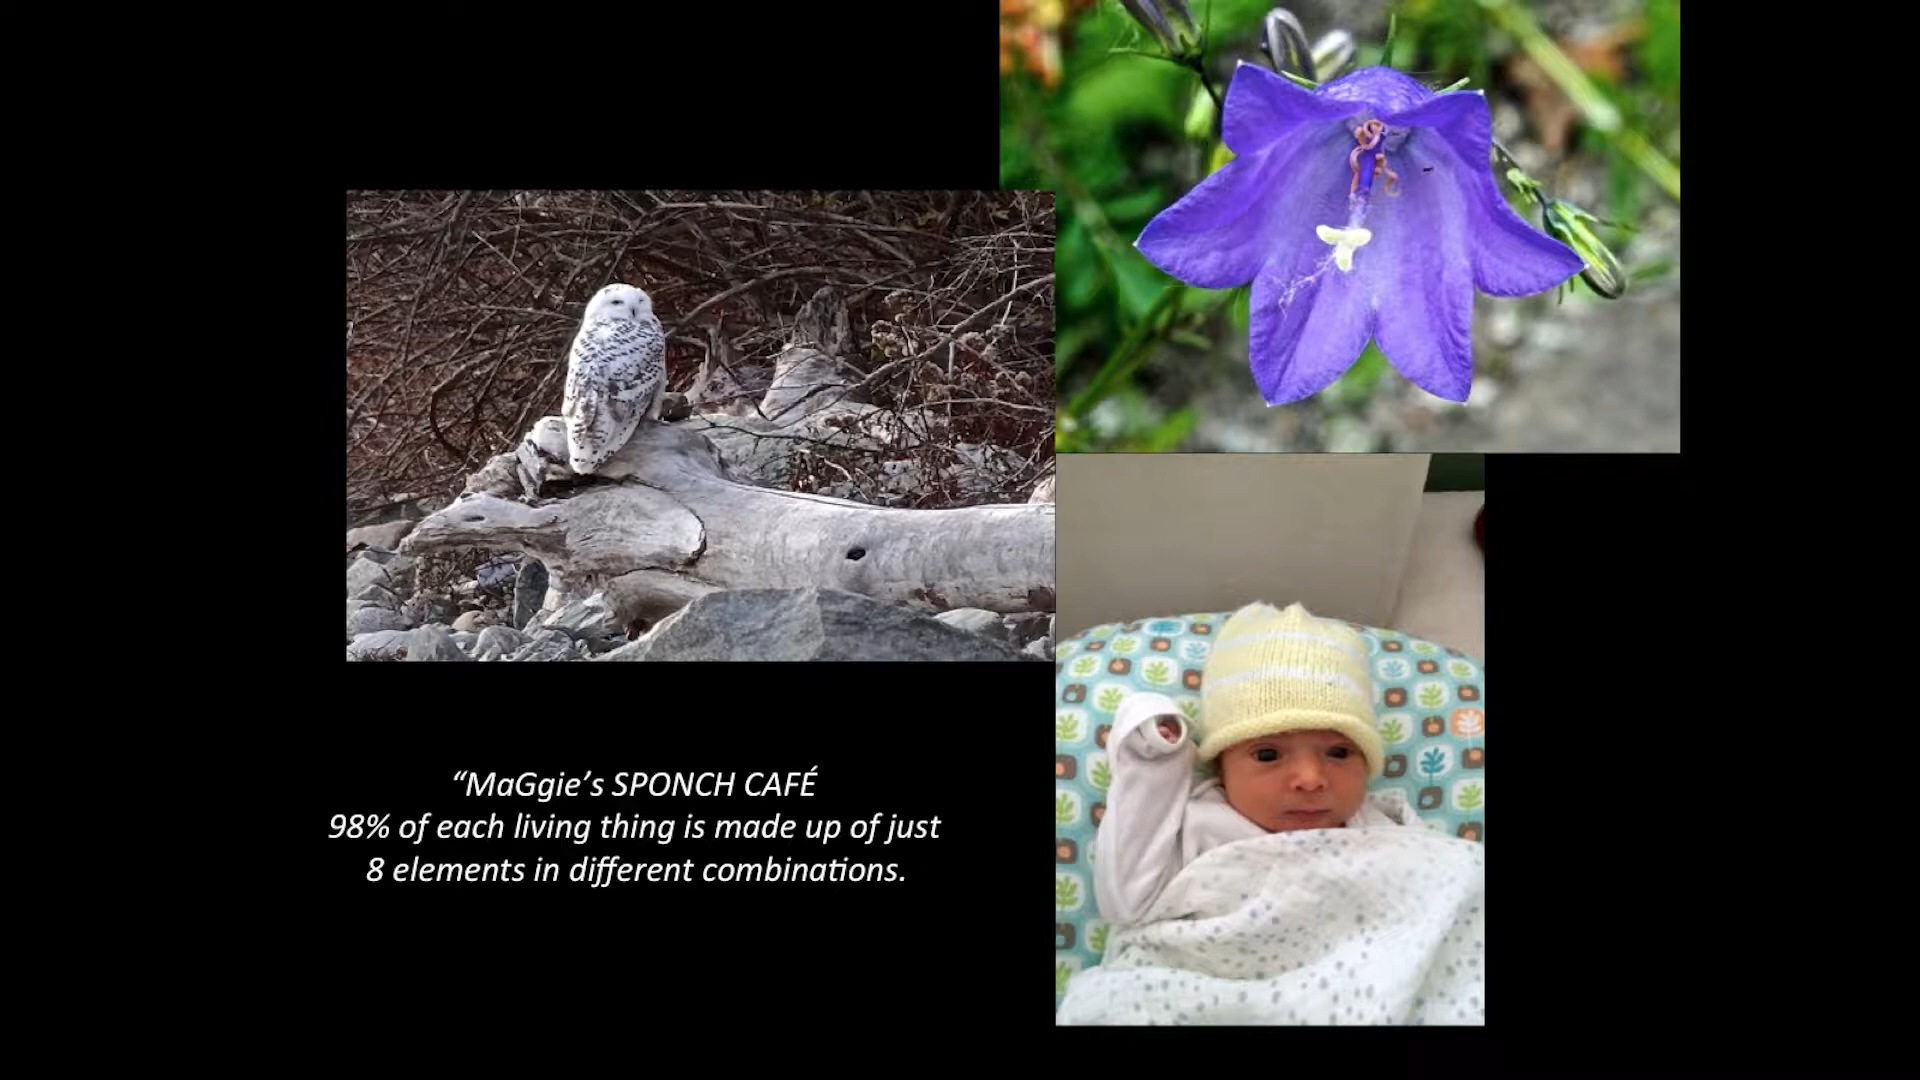 “MaGgie’s SPONCH CAFÉ
98% of each living thing is made up of just
8 elements in different combinations.